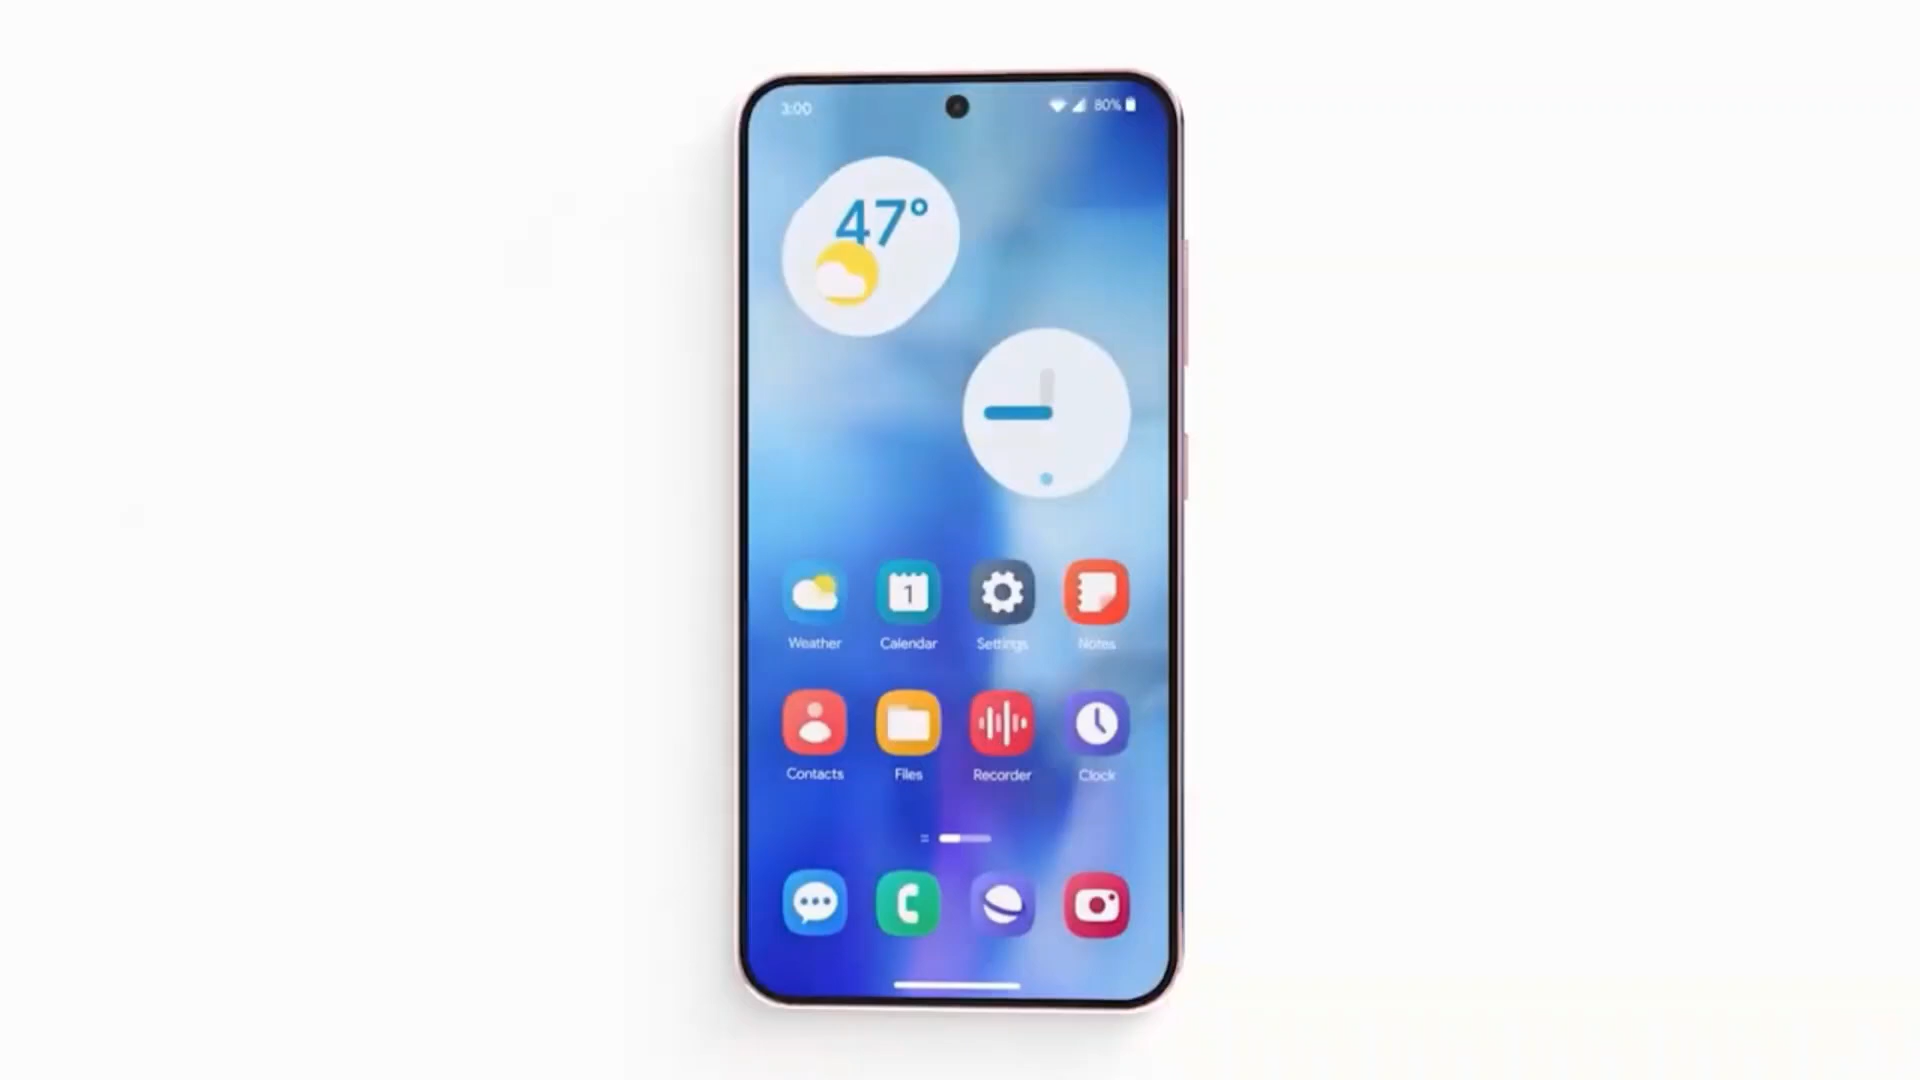 3:00
80%
47°
1
Weather Calendar Settings Notes
Contacts Files Recorder Clock